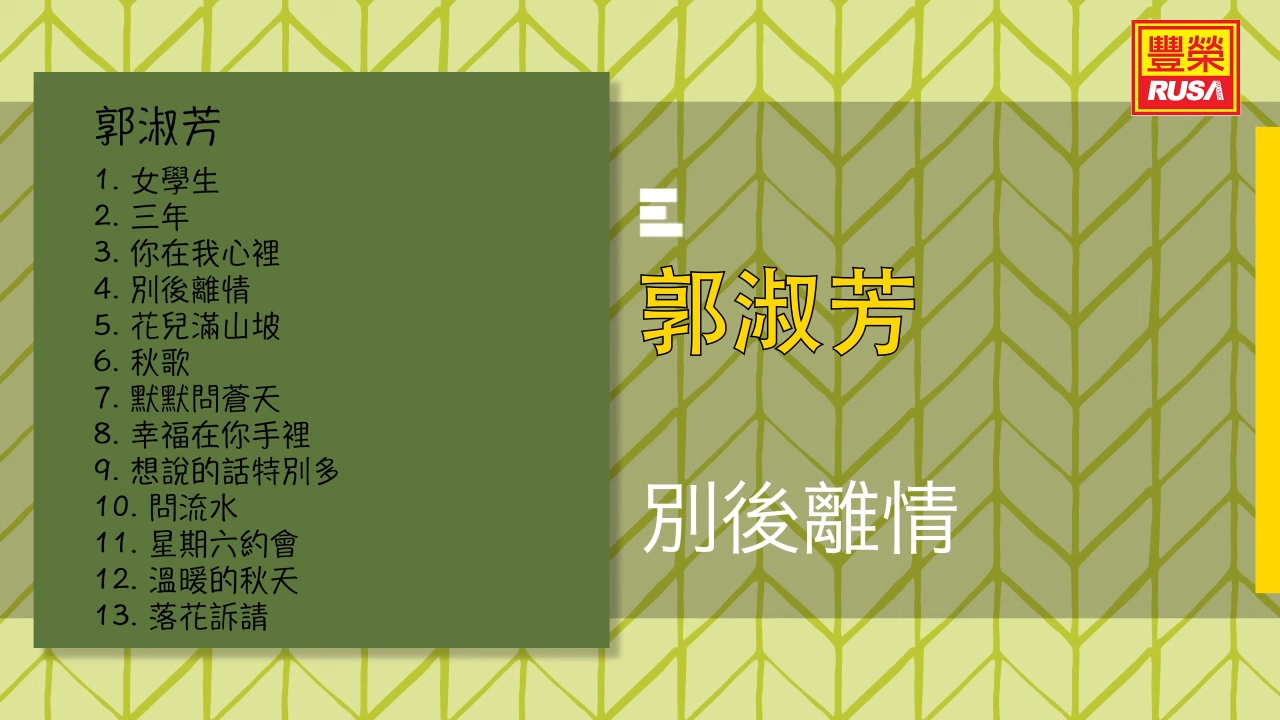 郭淑芳
1. 女學生
2. 三年
3. 你在我心裡
4. 別後離情
5. 花兒滿山坡
6. 秋歌
7. 默默問蒼天
8. 幸福在你手裡
9. 想說的話特別多
10. 問流水
11. 星期六約會
12. 溫暖的秋天
13. 落花訴請
豐榮
RUSA
郭淑芳
別後離情